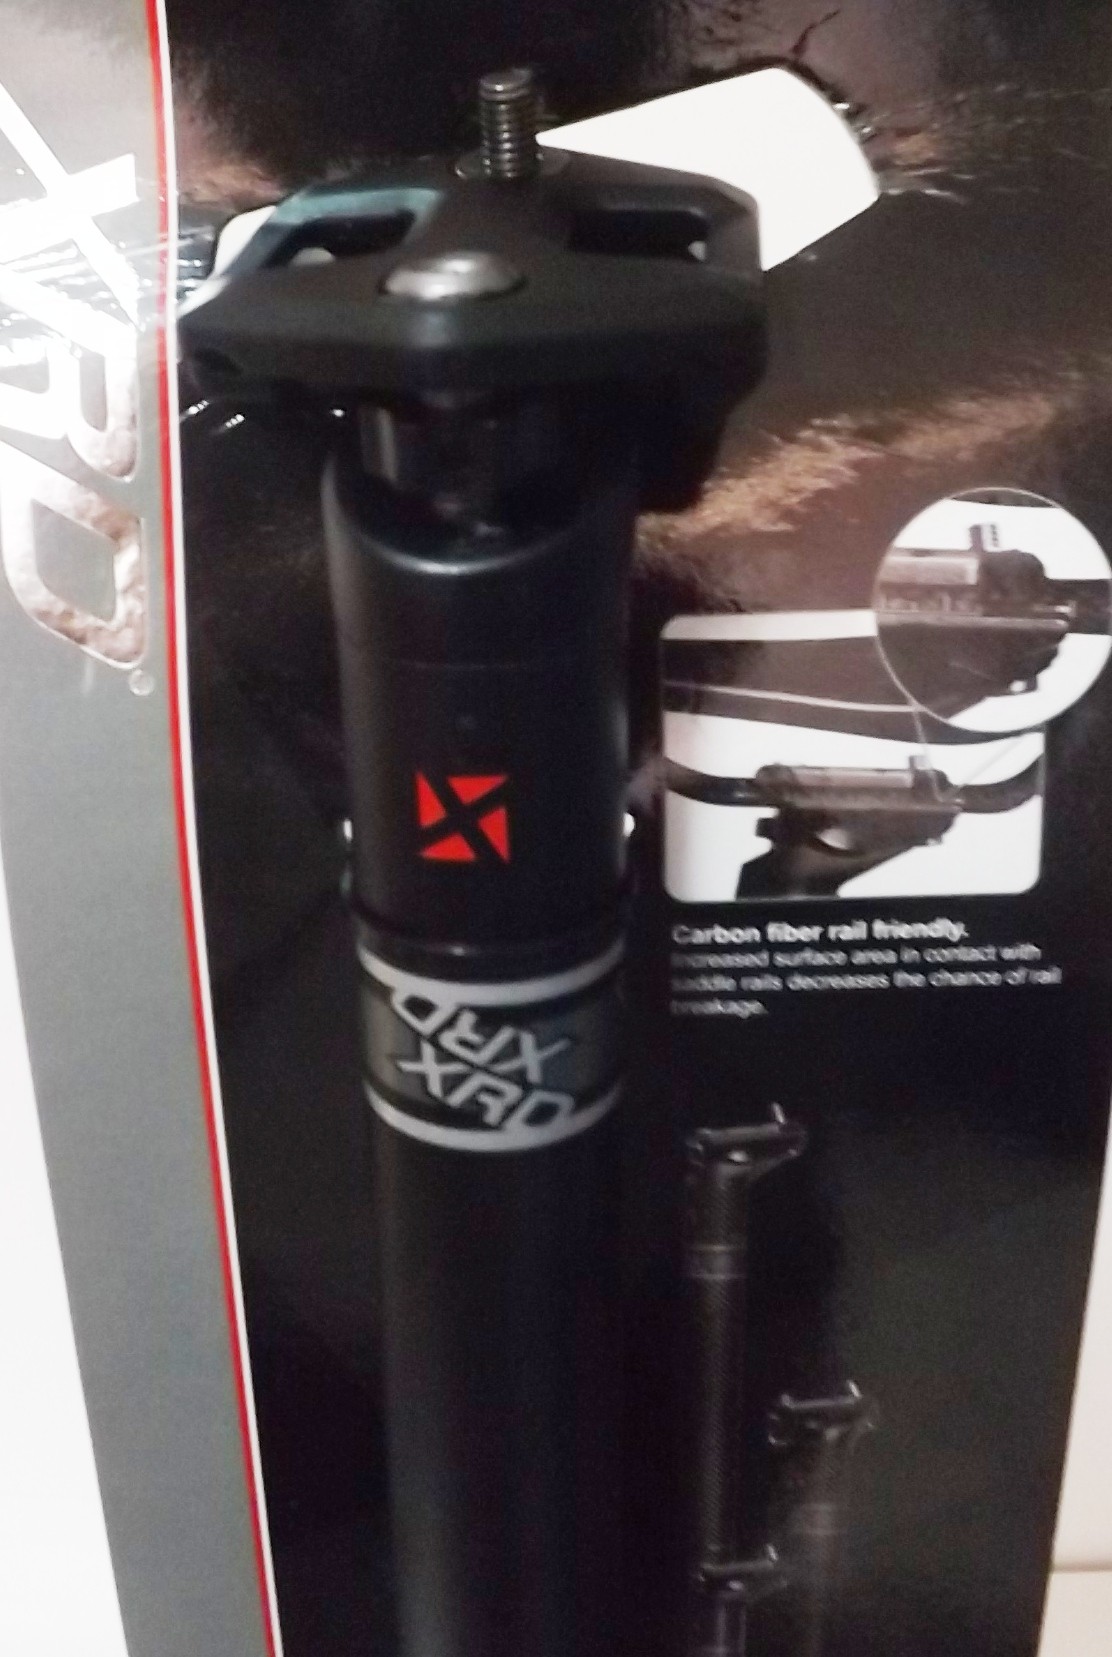 XRD
®
Carbon fiber rail friendly.
Increased surface area in contact with
saddle rails decreases the chance of rail
breakage.
XRD
XRD